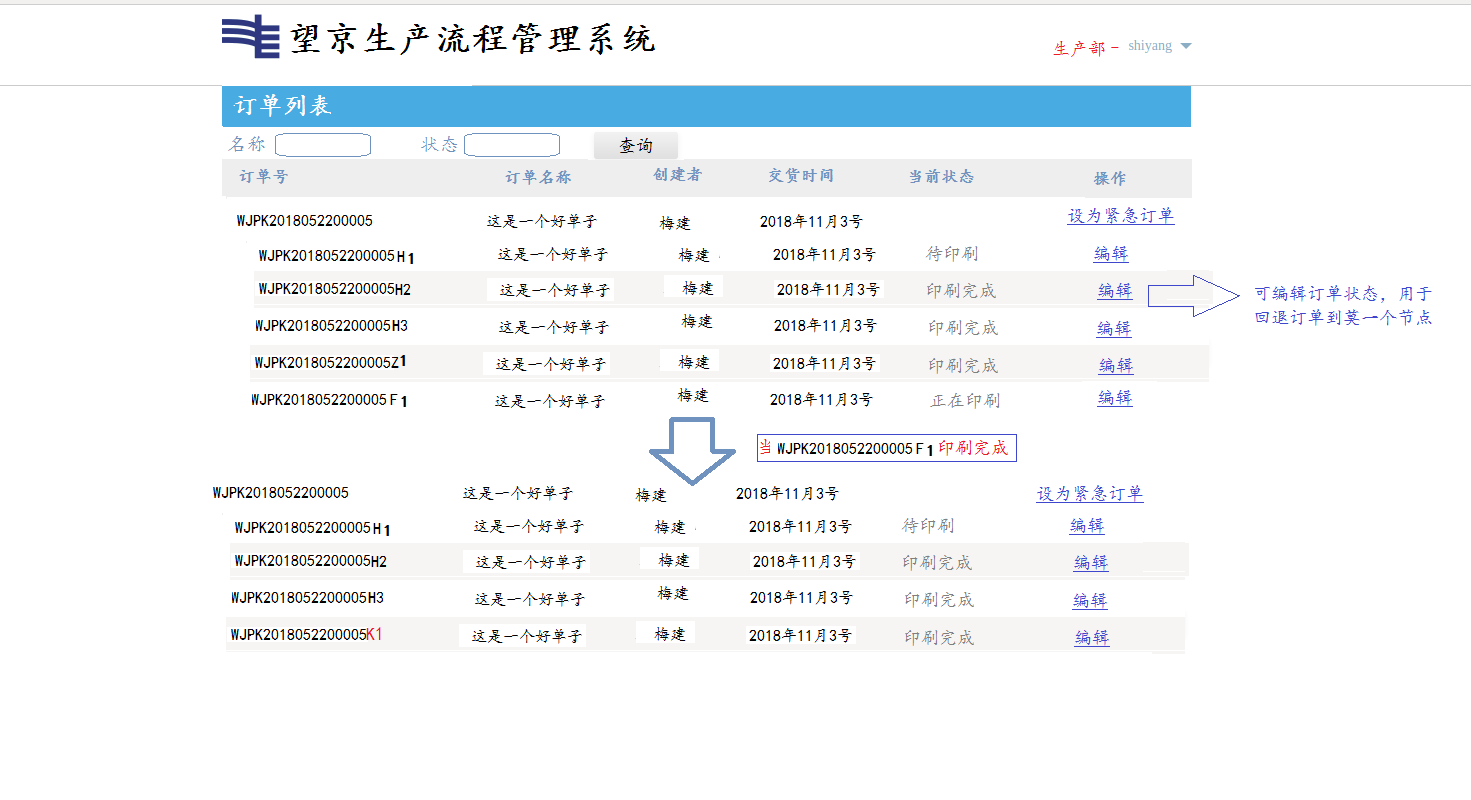 望京生产流程管理系统
生产部 - shiyang
订单列表
名称 状态 查询
订单号 订单名称 创建者 交货时间 当前状态 操作
WJPK2018052200005 这是一个好单子 梅建 2018年11月3号 设为紧急订单
WJPK2018052200005H1 这是一个好单子 梅建 2018年11月3号 待印刷 编辑
WJPK2018052200005H2 这是一个好单子 梅建 2018年11月3号 印刷完成 编辑
可编辑订单状态，用于
回退订单到莫一个节点
WJPK2018052200005H3 这是一个好单子 梅建 2018年11月3号 印刷完成 编辑
WJPK2018052200005Z1 这是一个好单子 梅建 2018年11月3号 印刷完成 编辑
WJPK2018052200005F1 这是一个好单子 梅建 2018年11月3号 正在印刷 编辑
当 WJPK2018052200005F1 印刷完成
WJPK2018052200005 这是一个好单子 梅建 2018年11月3号 设为紧急订单
WJPK2018052200005H1 这是一个好单子 梅建 2018年11月3号 待印刷 编辑
WJPK2018052200005H2 这是一个好单子 梅建 2018年11月3号 印刷完成 编辑
WJPK2018052200005H3 这是一个好单子 梅建 2018年11月3号 印刷完成 编辑
WJPK2018052200005K1 这是一个好单子 梅建 2018年11月3号 印刷完成 编辑